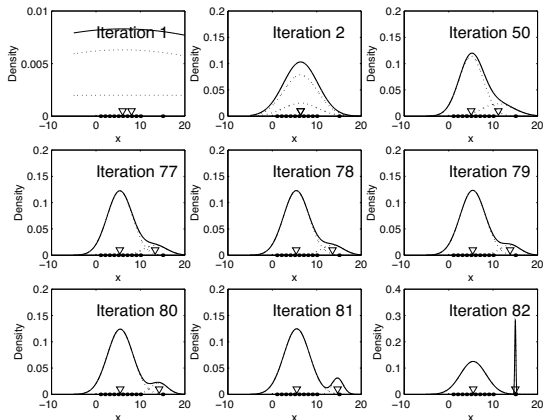 0.01
0.005
0
Density
Iteration 1
−10
0
10
20
x
0.2
0.15
0.1
0.05
0
Density
Iteration 2
−10
0
10
20
x
0.2
0.15
0.1
0.05
0
Density
Iteration 50
−10
0
10
20
x
0.2
0.15
0.1
0.05
0
Density
Iteration 77
−10
0
10
20
x
0.2
0.15
0.1
0.05
0
Density
Iteration 78
−10
0
10
20
x
0.2
0.15
0.1
0.05
0
Density
Iteration 79
−10
0
10
20
x
0.2
0.15
0.1
0.05
0
Density
Iteration 80
−10
0
10
20
x
0.2
0.15
0.1
0.05
0
Density
Iteration 81
−10
0
10
20
x
0.4
0.3
0.2
0.1
0
Density
Iteration 82
−10
0
10
20
x